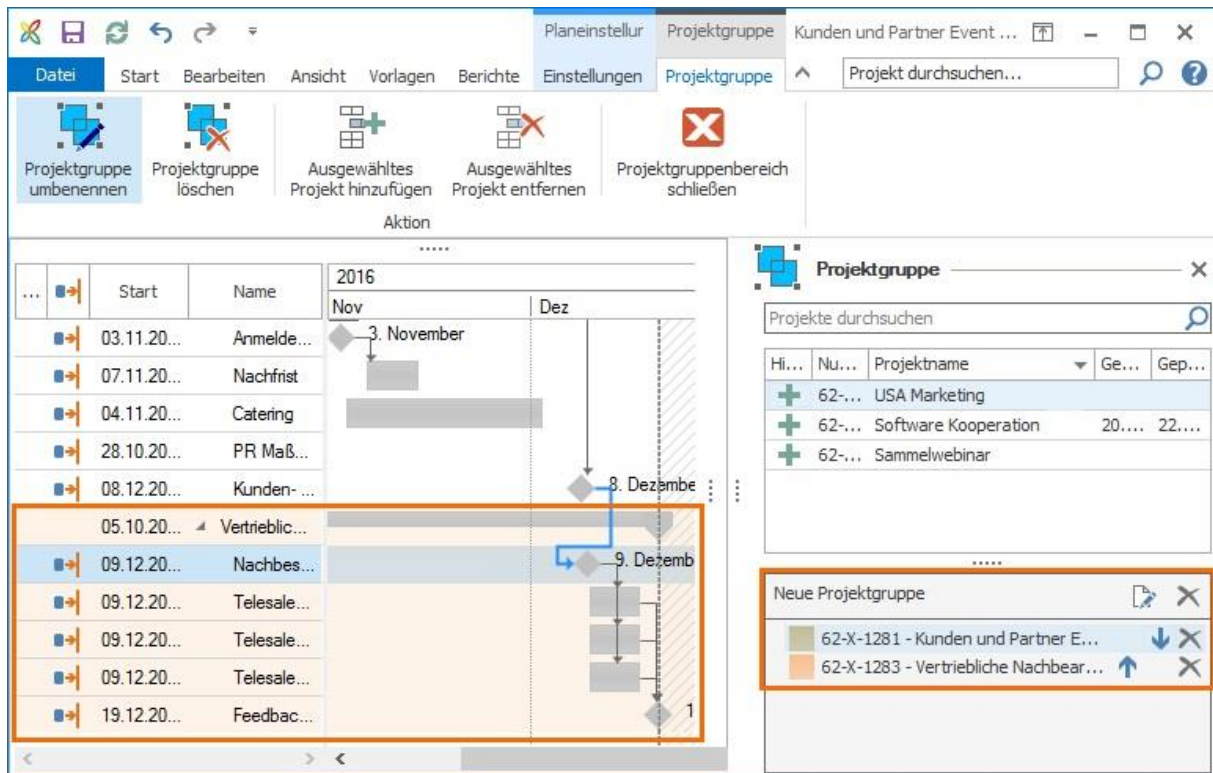 Planeinstellur Projektgruppe Kunden und Partner Event ...
Datei Start Bearbeiten Ansicht Vorlagen Berichte Einstellungen Projektgruppe Projekt durchsuchen... ?
Projektgruppe umbenennen
Projektgruppe löschen
Ausgewähltes Projekt hinzufügen
Ausgewähltes Projekt entfernen
Projektgruppenbereich schließen
Aktion
... Start Name
2016
Nov Dez
03.11.20... Anmelde... 3. November
07.11.20... Nachfrist
04.11.20... Catering
28.10.20... PR Maß...
08.12.20... Kunden- ... 8. Dezembe
05.10.20... Vertrieblic...
09.12.20... Nachbes... 9. Dezemb
09.12.20... Telesale...
09.12.20... Telesale...
09.12.20... Telesale...
19.12.20... Feedbac... 1
Projektgruppe
Projekte durchsuchen
Hi... Nu... Projektname Ge... Gep...
62-... USA Marketing
62-... Software Kooperation 20.... 22....
62-... Sammelwebinar
Neue Projektgruppe
62-X-1281 - Kunden und Partner E...
62-X-1283 - Vertriebliche Nachbear...